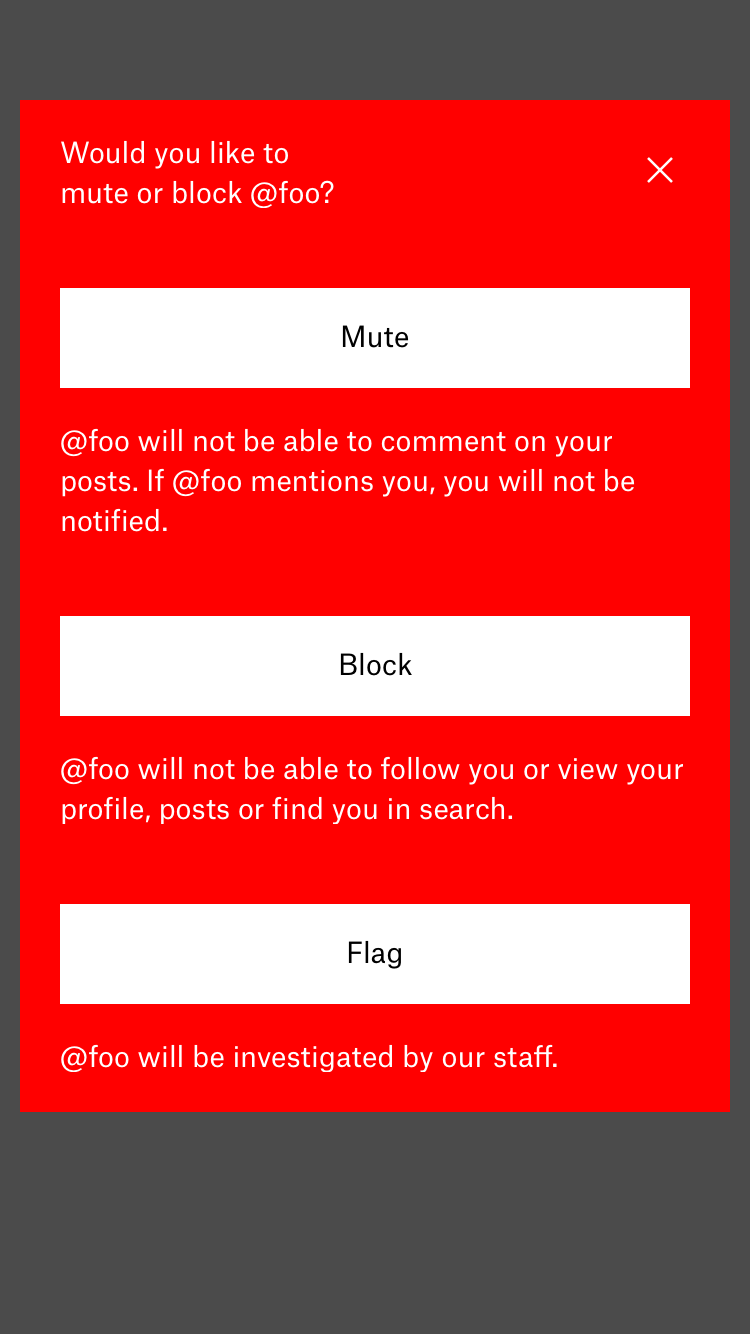 Would you like to
mute or block @foo?
Mute
@foo will not be able to comment on your
posts. If @foo mentions you, you will not be
notified.
Block
@foo will not be able to follow you or view your
profile, posts or find you in search.
Flag
@foo will be investigated by our staff.